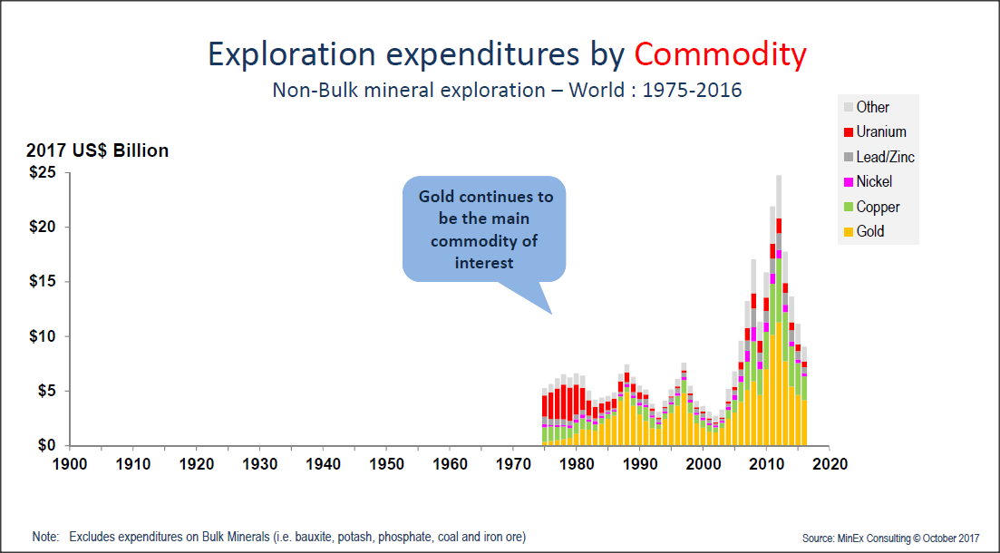 Exploration expenditures by Commodity
Non-Bulk mineral exploration – World : 1975-2016
Other
Uranium
Lead/Zinc
Nickel
Copper
Gold
2017 US$ Billion
$25
$20
$15
$10
$5
$0
Gold continues to
be the main
commodity of
interest
1900 1910 1920 1930 1940 1950 1960 1970 1980 1990 2000 2010 2020
Note: Excludes expenditures on Bulk Minerals (i.e. bauxite, potash, phosphate, coal and iron ore)
Source: MinEx Consulting © October 2017